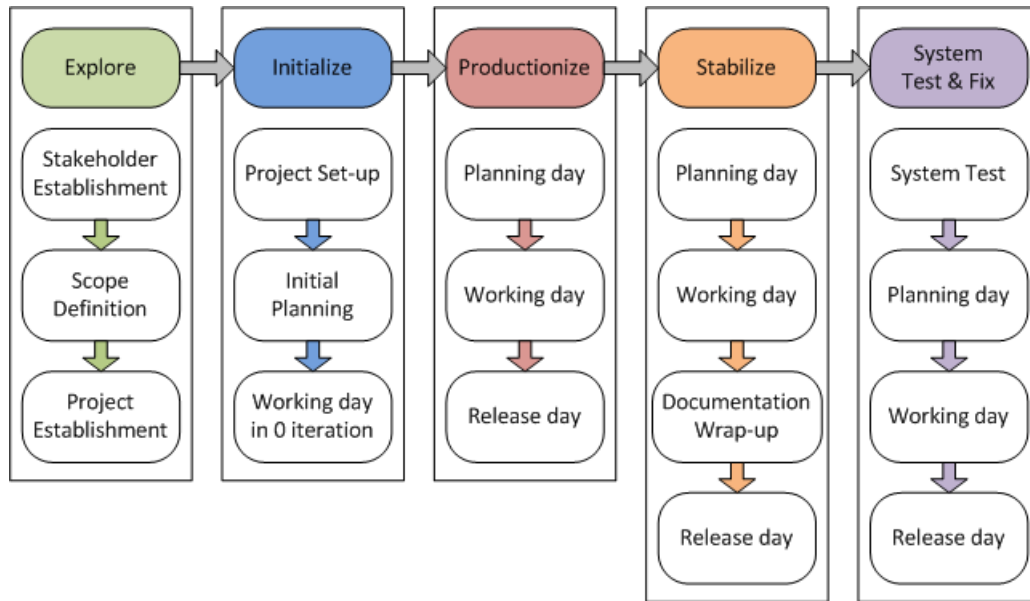 Explore
Initialize
Productionize
Stabilize
System
Test & Fix
Stakeholder
Establishment
Scope
Definition
Project
Establishment
Project Set-up
Initial
Planning
Working day
in 0 iteration
Planning day
Working day
Release day
Planning day
Working day
Documentation
Wrap-up
Release day
System Test
Planning day
Working day
Release day